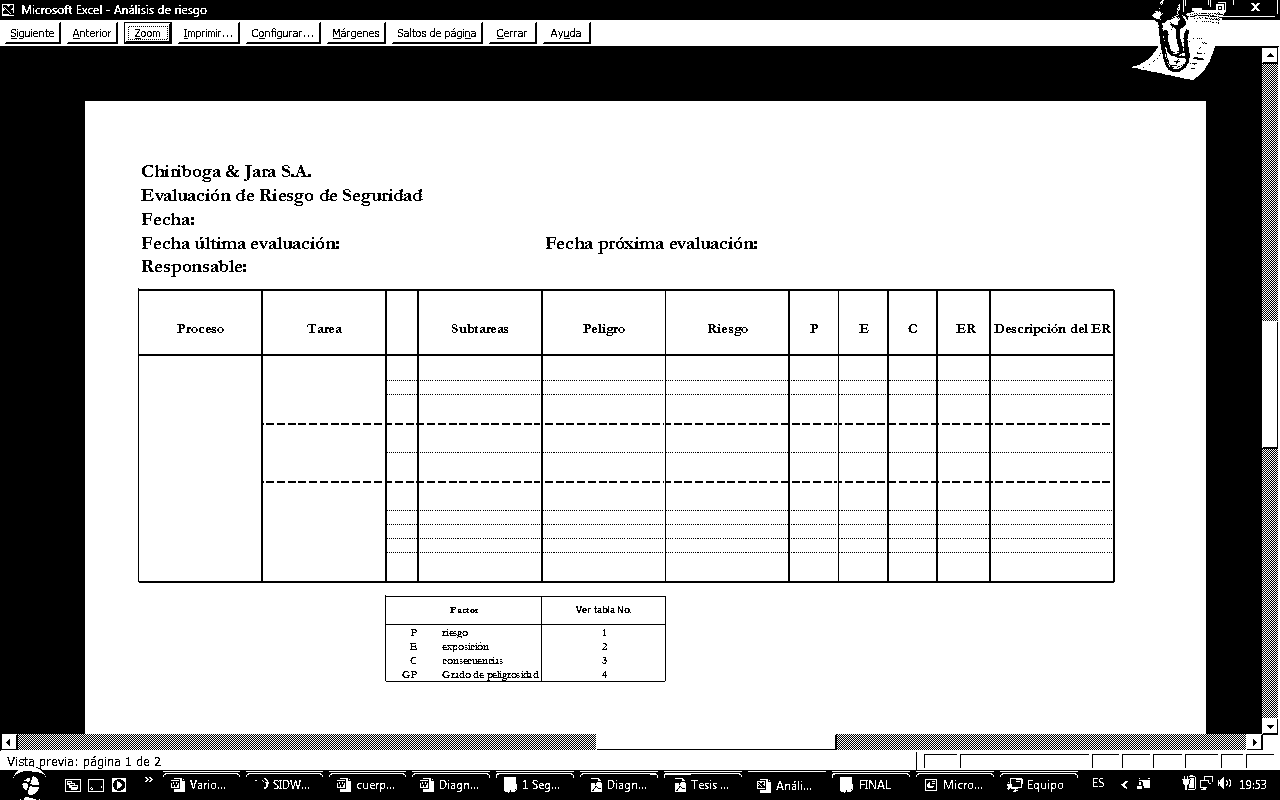 Microsoft Excel - Análisis de riesgo
Siguiente Anterior Zoom Imprimir... Configurar... Márgenes Saltos de página Cerrar Ayuda
Chiriboga & Jara S.A.
Evaluación de Riesgo de Seguridad
Fecha:
Fecha última evaluación: Fecha próxima evaluación:
Responsable:
Proceso Tarea Subtareas Peligro Riesgo P E C ER Descripción del ER
Factor Ver tabla No.
P riesgo 1
E exposición 2
C consecuencias 3
GP Grado de peligrosidad 4
Vista previa: página 1 de 2
Vario... SIDW... cuerp... Diagn... 1 Seg... Diagn... Tesis ... Análi... FINAL Micro... Equipo ES 19:53